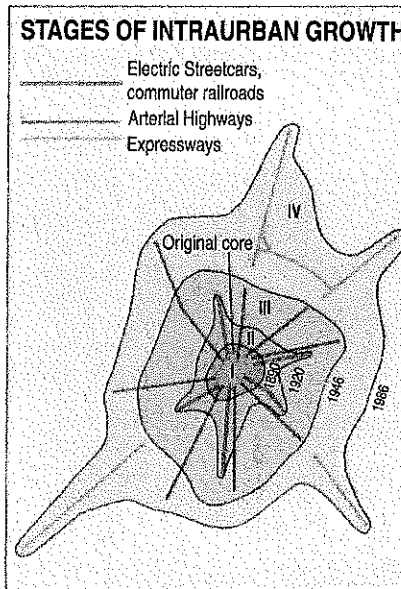 STAGES OF INTRAURBAN GROWTH
Electric Streetcars,
commuter railroads
Arterial Highways
Expressways
IV
Original core
III
II
I
1890
1920
1946
1986